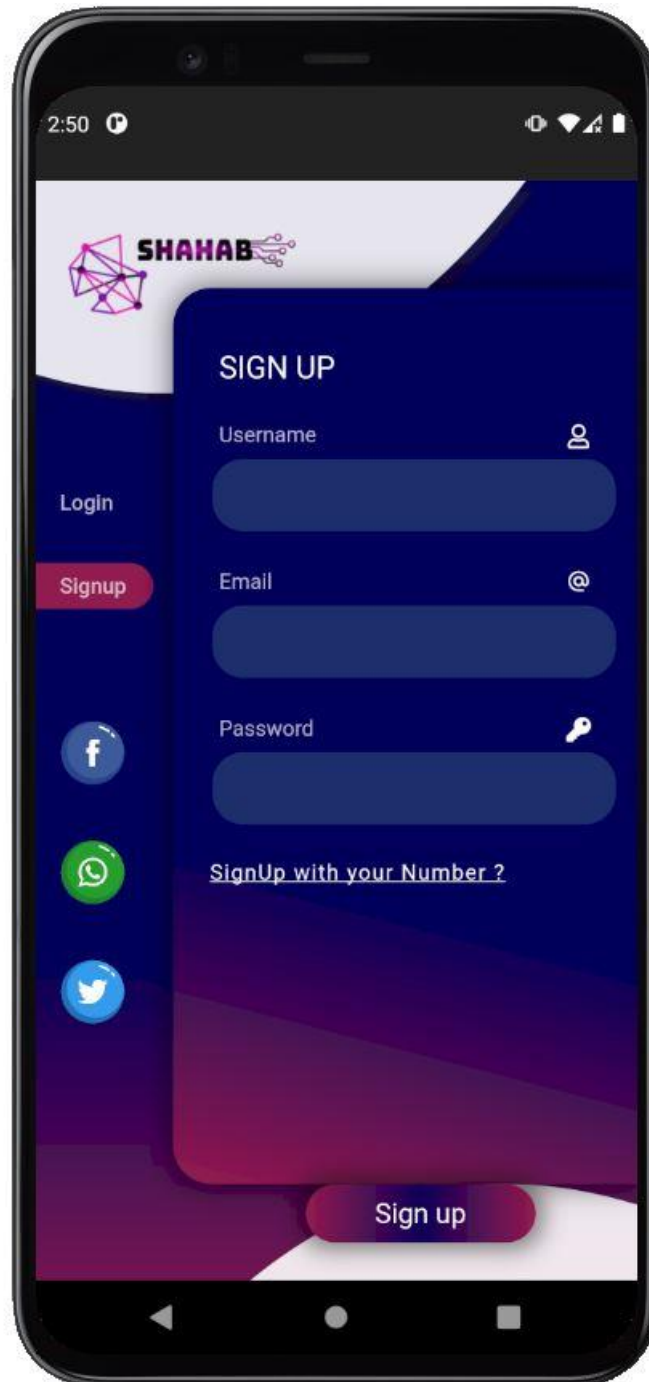 2:50
SHAHAB
SIGN UP
Username
Login
Signup
Email
@
Password
SignUp with your Number ?
Sign up